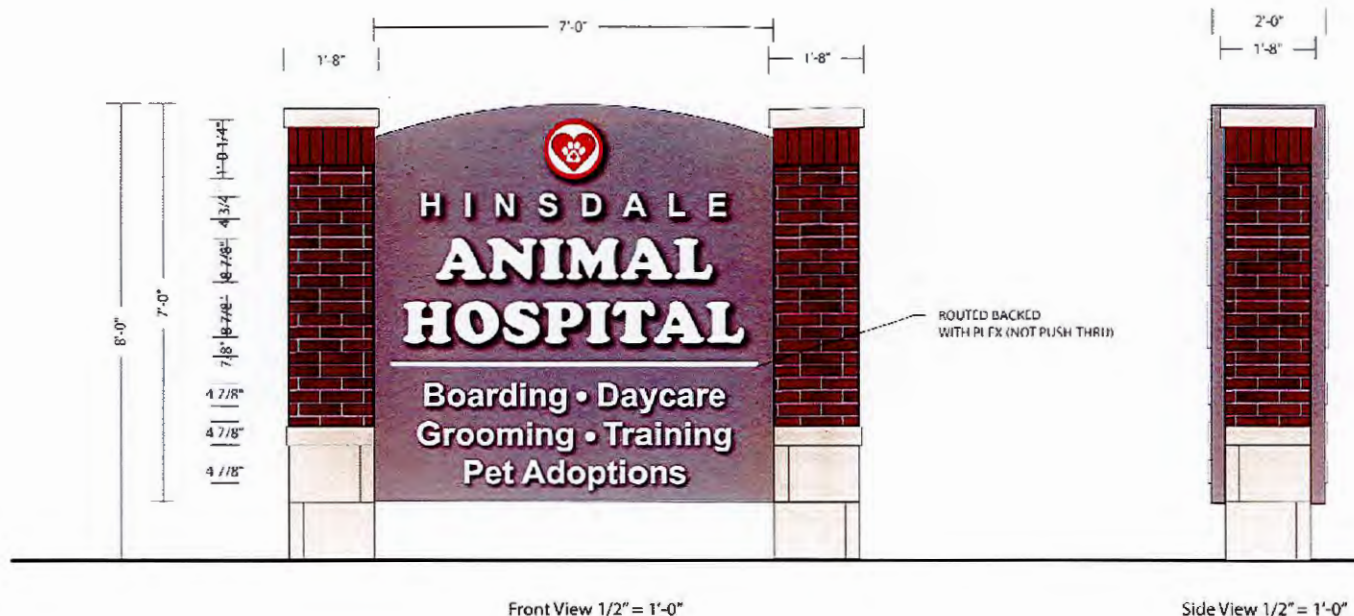 7'-0"
2'-0"
1'-8"
1'-8"
1'-8"
8'-0"
7'-0"
1'-0 1/4"
4 3/4
8 7/8"
8 7/8"
7/8"
4 7/8"
4 7/8"
4 7/8"
HINSDALE
ANIMAL
HOSPITAL
Boarding • Daycare
Grooming • Training
Pet Adoptions
ROUTED BACKED
WITH PLEX (NOT PUSH THRU)
Front View 1/2" = 1'-0"
Side View 1/2" = 1'-0"